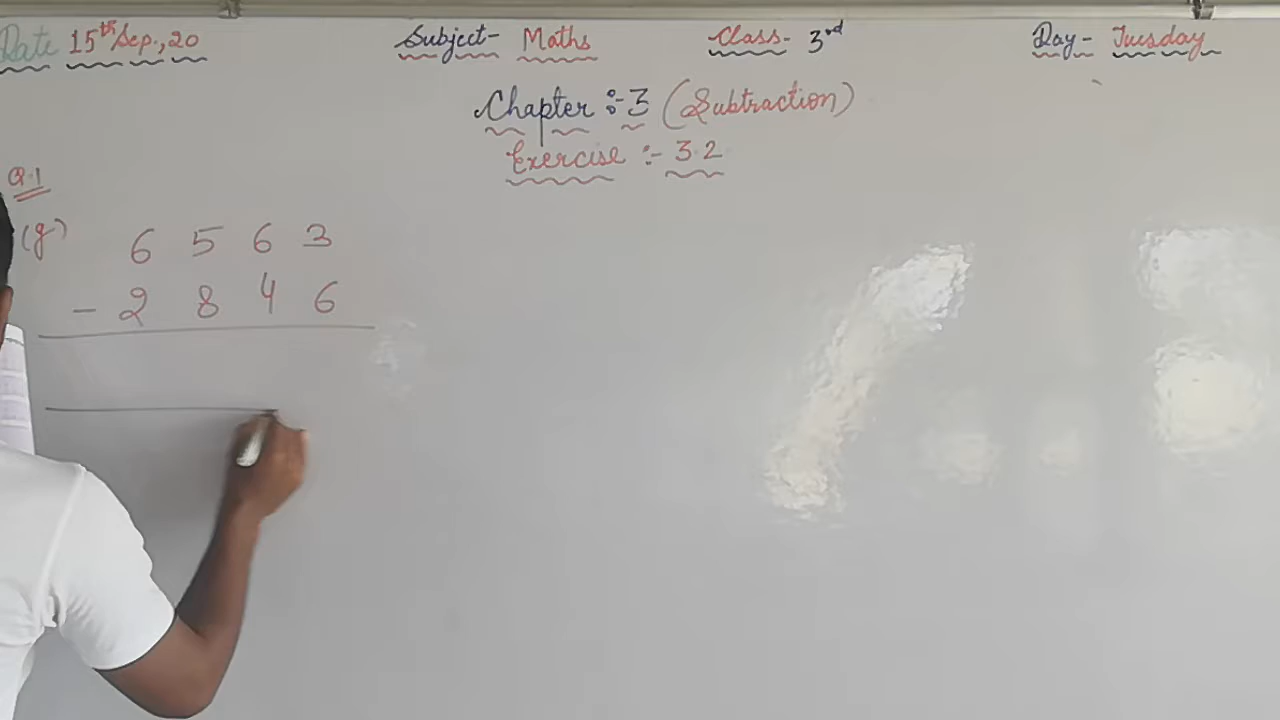 Date 15th/Sep.,20 Subject- Maths Class- 3rd Day- Tuesday
Chapter :- 3 (Subtraction)
Exercise :- 3.2
Q.1
(g) 6 5 6 3
- 2 8 4 6